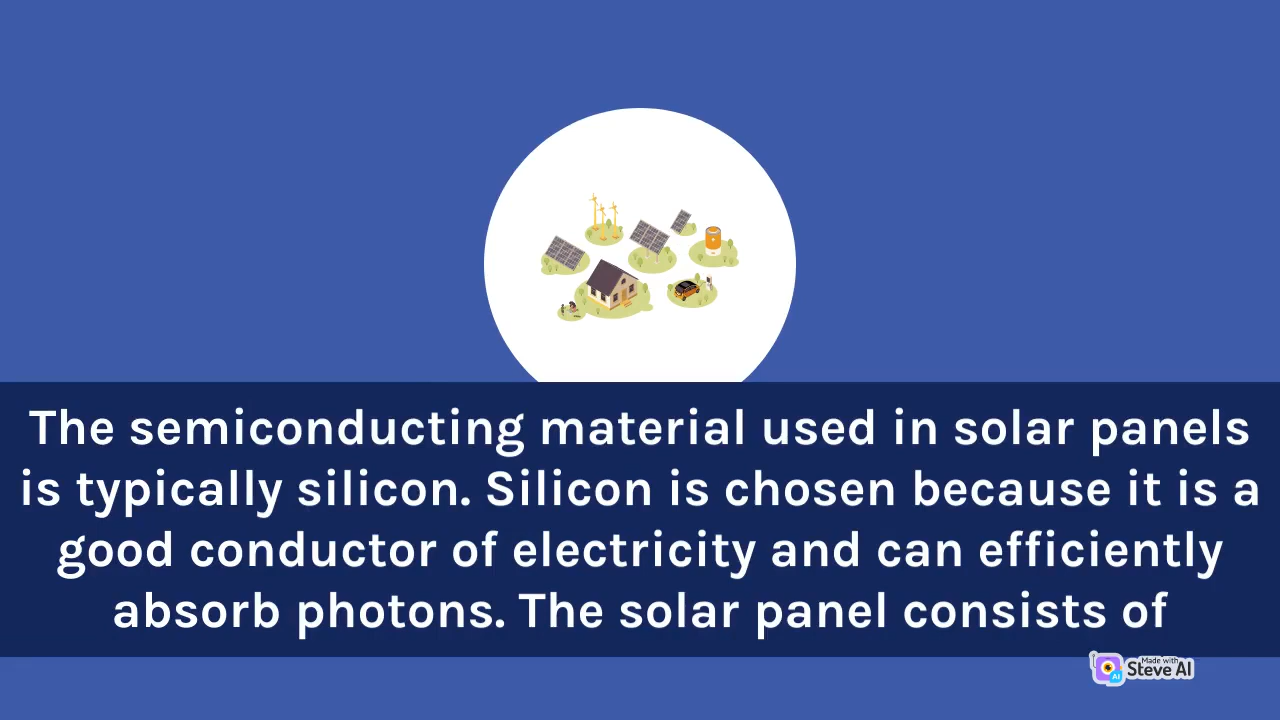 The semiconducting material used in solar panels
is typically silicon. Silicon is chosen because it is a
good conductor of electricity and can efficiently
absorb photons. The solar panel consists of
Made with
Steve AI
AI